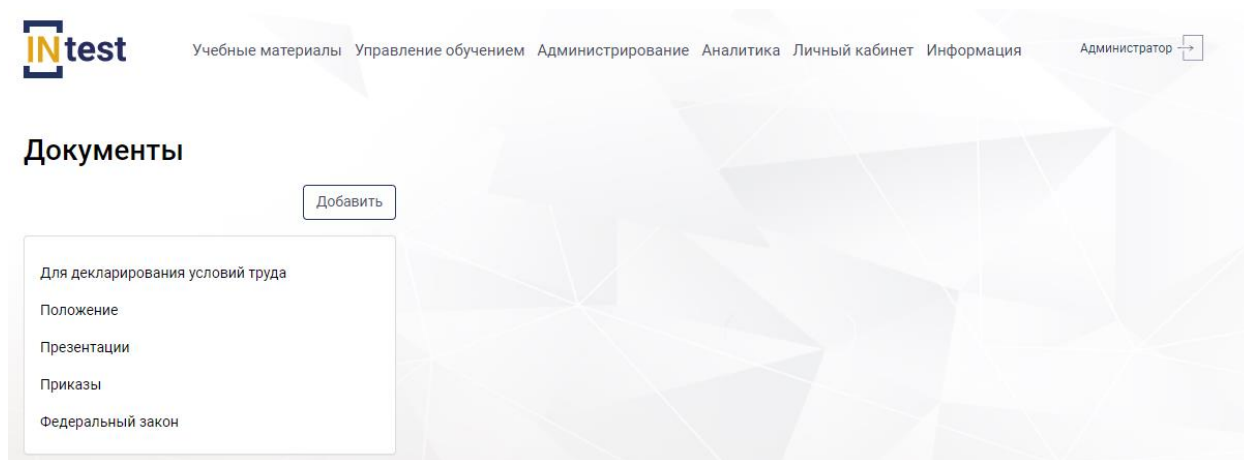 INtest
Учебные материалы Управление обучением Администрирование Аналитика Личный кабинет Информация Администратор
Документы
Добавить
Для декларирования условий труда
Положение
Презентации
Приказы
Федеральный закон